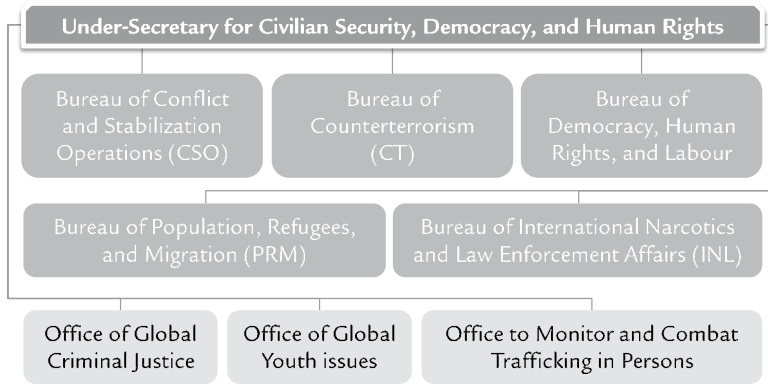 Under-Secretary for Civilian Security, Democracy, and Human Rights
Bureau of Conflict
and Stabilization
Operations (CSO)
Bureau of
Counterterrorism
(CT)
Bureau of
Democracy, Human
Rights, and Labour
Bureau of Population, Refugees,
and Migration (PRM)
Bureau of International Narcotics
and Law Enforcement Affairs (INL)
Office of Global
Criminal Justice
Office of Global
Youth issues
Office to Monitor and Combat
Trafficking in Persons